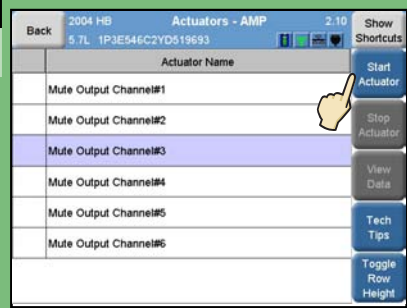 Back
2004 HB Actuators - AMP 2.10
5.7L 1P3E546C2YD519693
Show Shortcuts
Actuator Name
Start Actuator
Mute Output Channel#1
Mute Output Channel#2
Stop Actuator
Mute Output Channel#3
View Data
Mute Output Channel#4
Mute Output Channel#5
Tech Tips
Mute Output Channel#6
Toggle Row Height